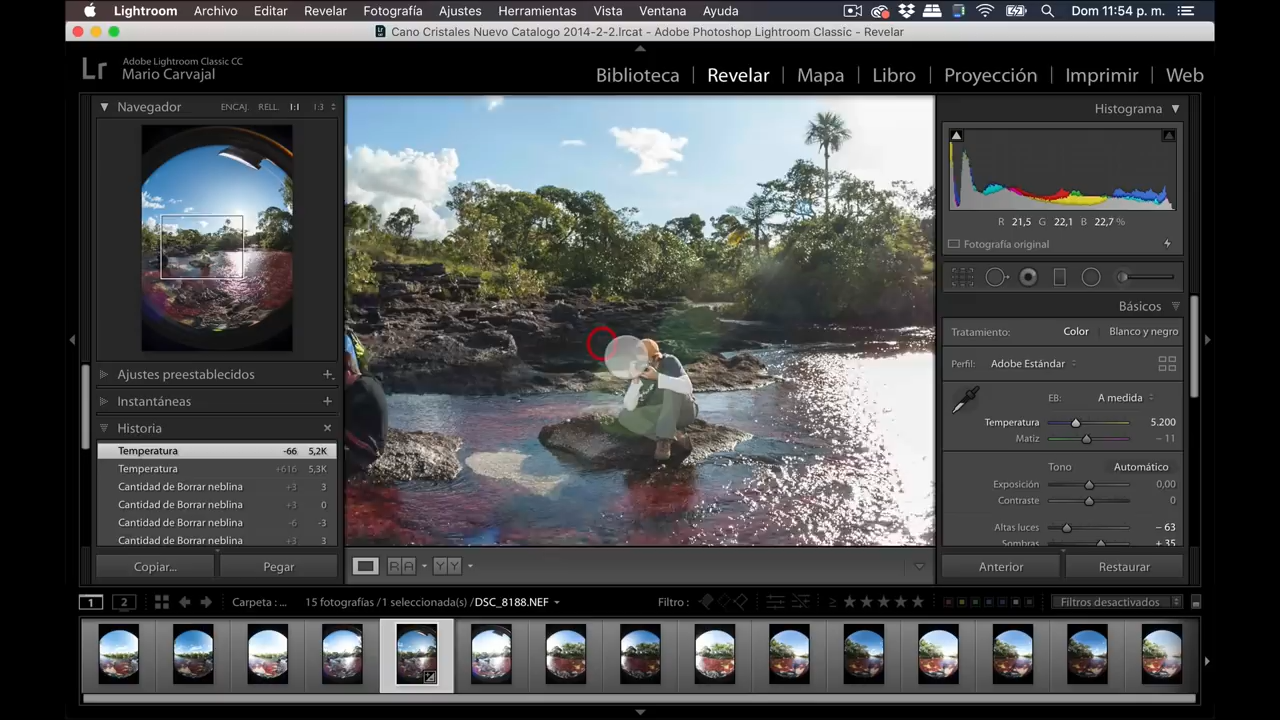 Lightroom Archivo Editar Revelar Fotografía Ajustes Herramientas Vista Ventana Ayuda Dom 11:54 p. m.
Cano Cristales Nuevo Catalogo 2014-2-2.lrcat - Adobe Photoshop Lightroom Classic - Revelar
Lr Adobe Lightroom Classic CC
Mario Carvajal
Biblioteca | Revelar | Mapa | Libro | Proyección | Imprimir | Web
Navegador ENCAJ. RELL. 1:1 1:3
Histograma
R 21,5 G 22,1 B 22,7 %
Fotografía original
Básicos
Tratamiento: Color Blanco y negro
Perfil: Adobe Estándar
EB: A medida
Temperatura 5.200
Matiz − 11
Tono Automático
Exposición 0,00
Contraste 0
Altas luces − 63
Sombras + 35
Ajustes preestablecidos
Instantáneas
Historia
Temperatura -66 5,2K
Temperatura +616 5,3K
Cantidad de Borrar neblina +3 3
Cantidad de Borrar neblina +3 0
Cantidad de Borrar neblina -6 -3
Cantidad de Borrar neblina +3 3
Copiar... Pegar
RA YY
Anterior Restaurar
1 2 Carpeta : ... 15 fotografías /1 seleccionada(s) /DSC_8188.NEF Filtro : Filtros desactivados